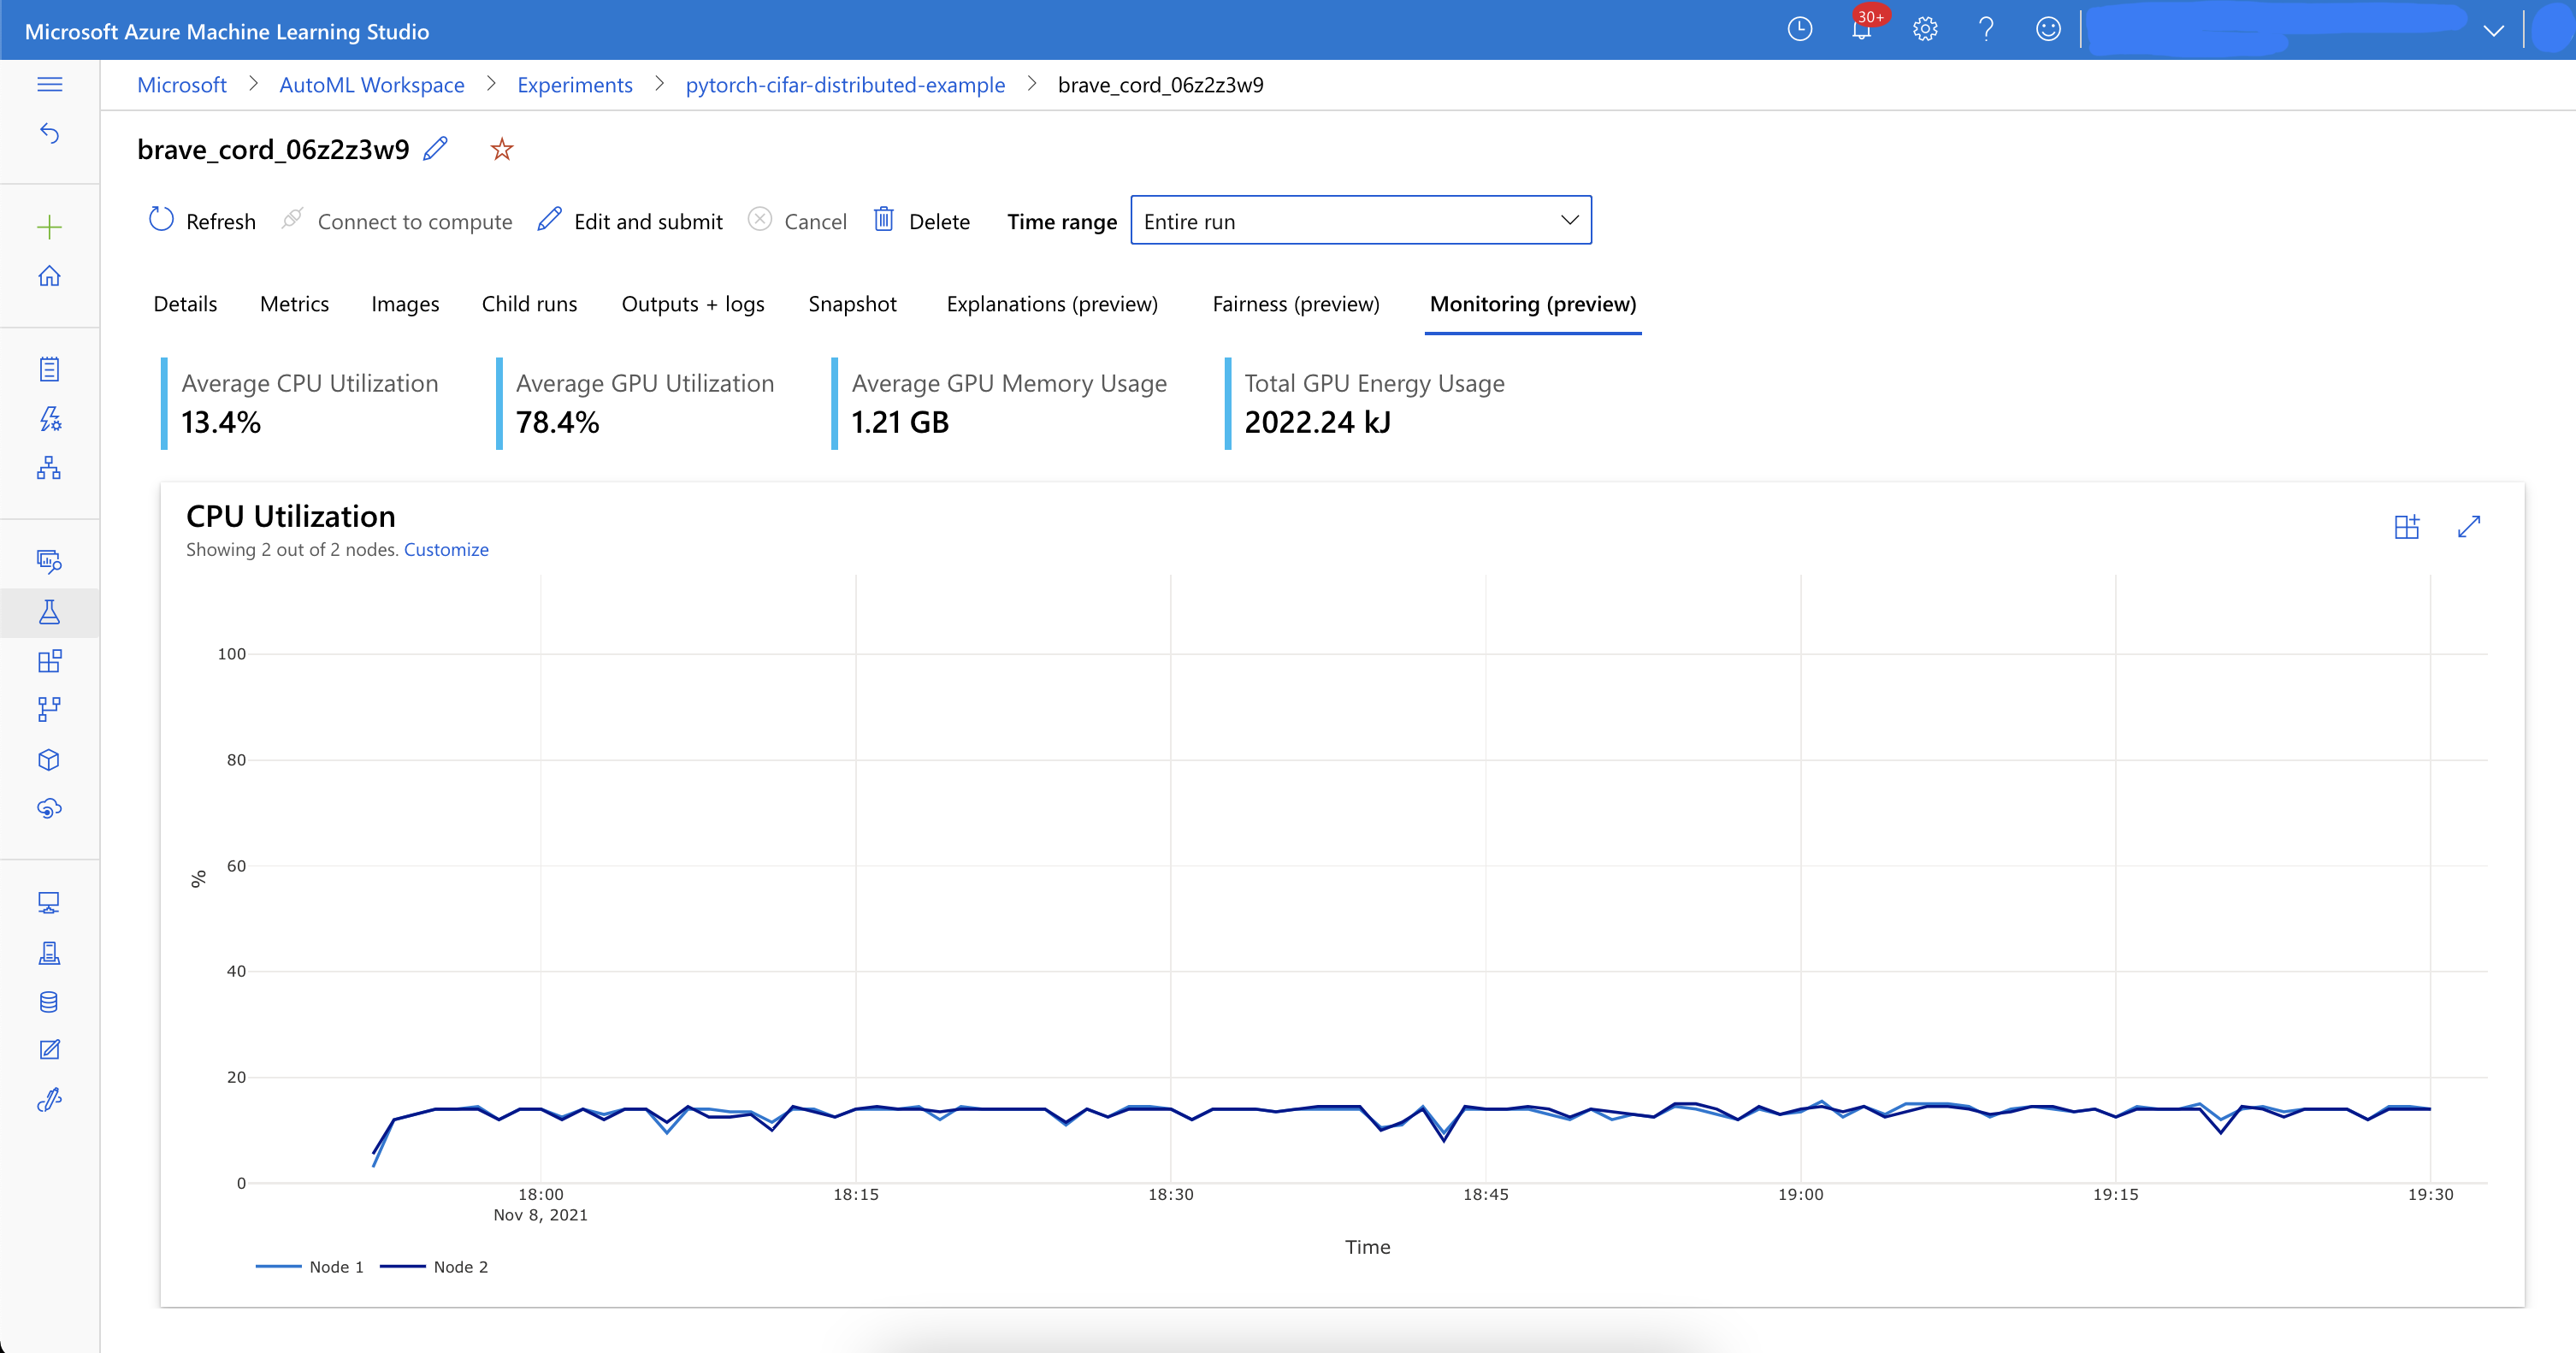 Microsoft Azure Machine Learning Studio
30+
Microsoft > AutoML Workspace > Experiments > pytorch-cifar-distributed-example > brave_cord_06z2z3w9
brave_cord_06z2z3w9
Refresh Connect to compute Edit and submit Cancel Delete Time range Entire run
Details Metrics Images Child runs Outputs + logs Snapshot Explanations (preview) Fairness (preview) Monitoring (preview)
Average CPU Utilization Average GPU Utilization Average GPU Memory Usage Total GPU Energy Usage
13.4% 78.4% 1.21 GB 2022.24 kJ
CPU Utilization
Showing 2 out of 2 nodes. Customize
100
80
60
%
40
20
0
18:00 18:15 18:30 18:45 19:00 19:15 19:30
Nov 8, 2021
Time
Node 1 Node 2